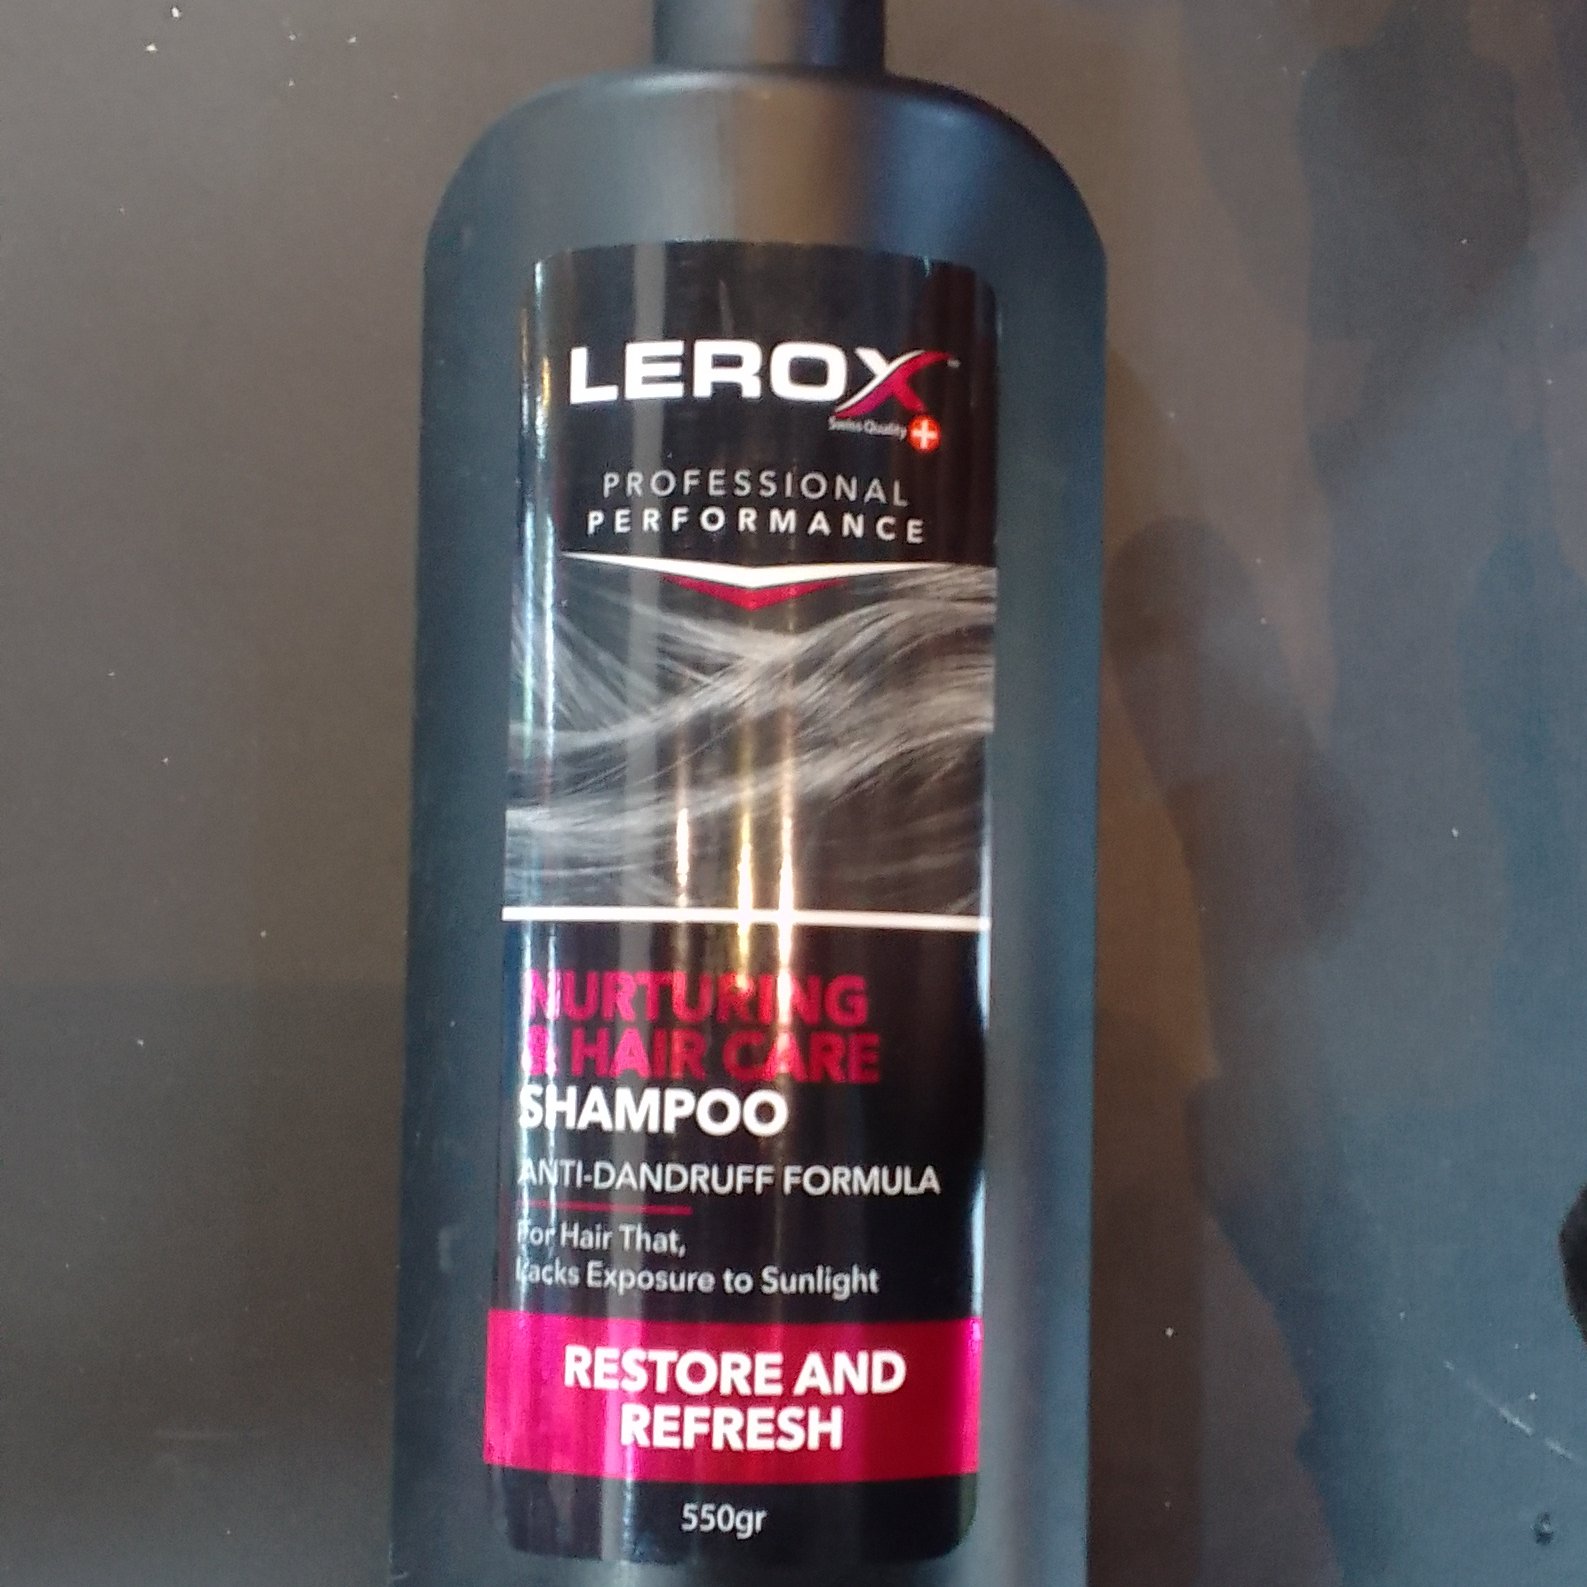 LEROX™
Swiss Quality
PROFESSIONAL
PERFORMANCE
NURTURING
& HAIR CARE
SHAMPOO
ANTI-DANDRUFF FORMULA
For Hair That,
Lacks Exposure to Sunlight
RESTORE AND
REFRESH
550gr